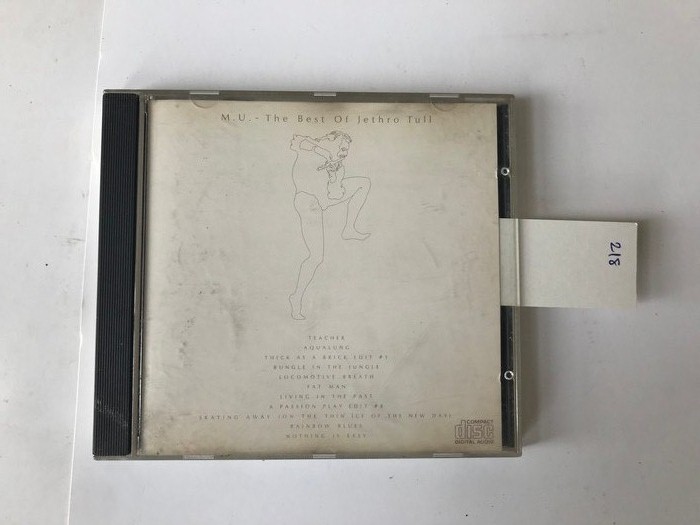 M.U. - The Best Of Jethro Tull
TEACHER
AQUALUNG
THICK AS A BRICK EDIT #1
BUNGLE IN THE JUNGLE
LOCOMOTIVE BREATH
FAT MAN
LIVING IN THE PAST
A PASSION PLAY EDIT #8
SKATING AWAY (ON THE THIN ICE OF THE NEW DAY)
RAINBOW BLUES
NOTHING IS EASY
COMPACT
disc
DIGITAL AUDIO
218